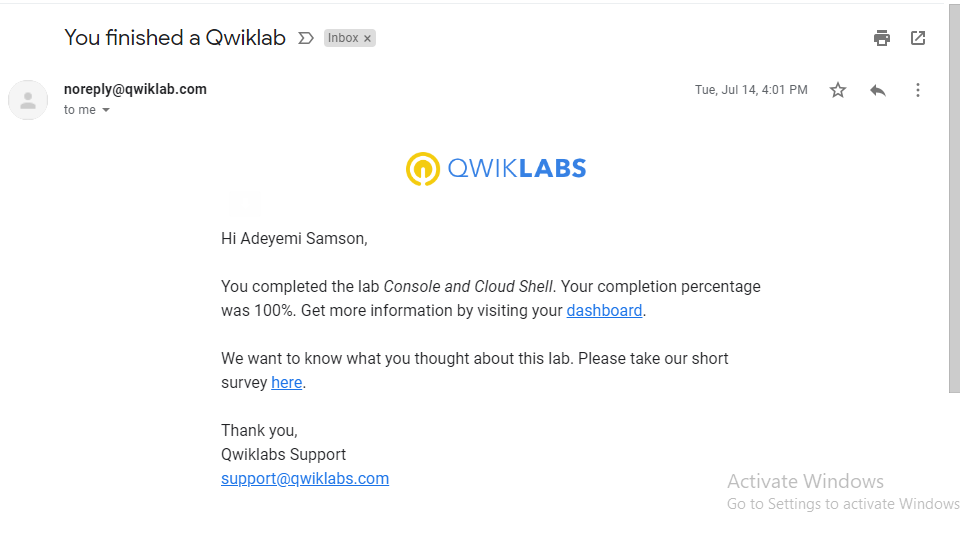 You finished a Qwiklab Inbox x
noreply@qwiklab.com
Tue, Jul 14, 4:01 PM
to me
QWIKLABS
Hi Adeyemi Samson,
You completed the lab Console and Cloud Shell. Your completion percentage
was 100%. Get more information by visiting your dashboard.
We want to know what you thought about this lab. Please take our short
survey here.
Thank you,
Qwiklabs Support
support@qwiklabs.com
Activate Windows
Go to Settings to activate Windows